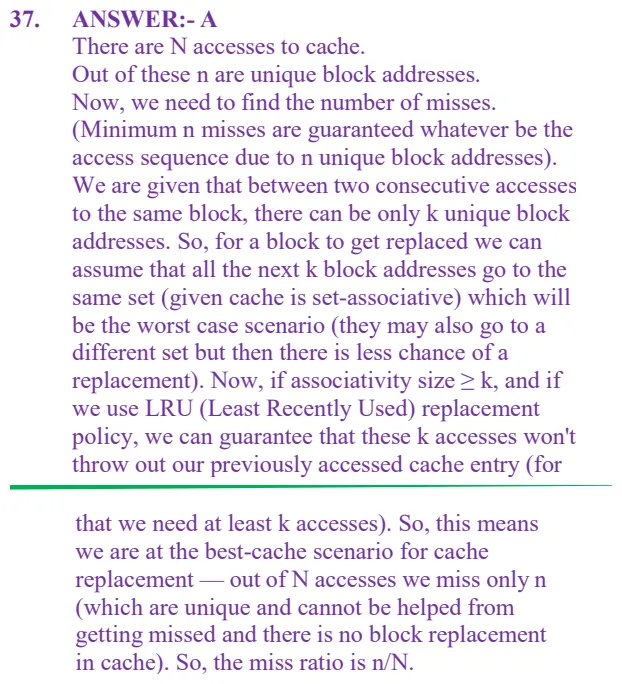 37. ANSWER:- A
There are N accesses to cache.
Out of these n are unique block addresses.
Now, we need to find the number of misses.
(Minimum n misses are guaranteed whatever be the
access sequence due to n unique block addresses).
We are given that between two consecutive accesses
to the same block, there can be only k unique block
addresses. So, for a block to get replaced we can
assume that all the next k block addresses go to the
same set (given cache is set-associative) which will
be the worst case scenario (they may also go to a
different set but then there is less chance of a
replacement). Now, if associativity size ≥ k, and if
we use LRU (Least Recently Used) replacement
policy, we can guarantee that these k accesses won't
throw out our previously accessed cache entry (for
that we need at least k accesses). So, this means
we are at the best-cache scenario for cache
replacement — out of N accesses we miss only n
(which are unique and cannot be helped from
getting missed and there is no block replacement
in cache). So, the miss ratio is n/N.